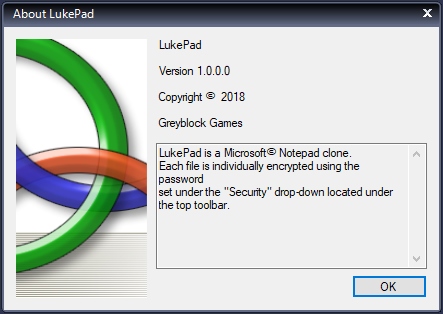 About LukePad
LukePad
Version 1.0.0.0
Copyright © 2018
Greyblock Games
LukePad is a Microsoft© Notepad clone.
Each file is individually encrypted using the
password
set under the "Security" drop-down located under
the top toolbar.
OK